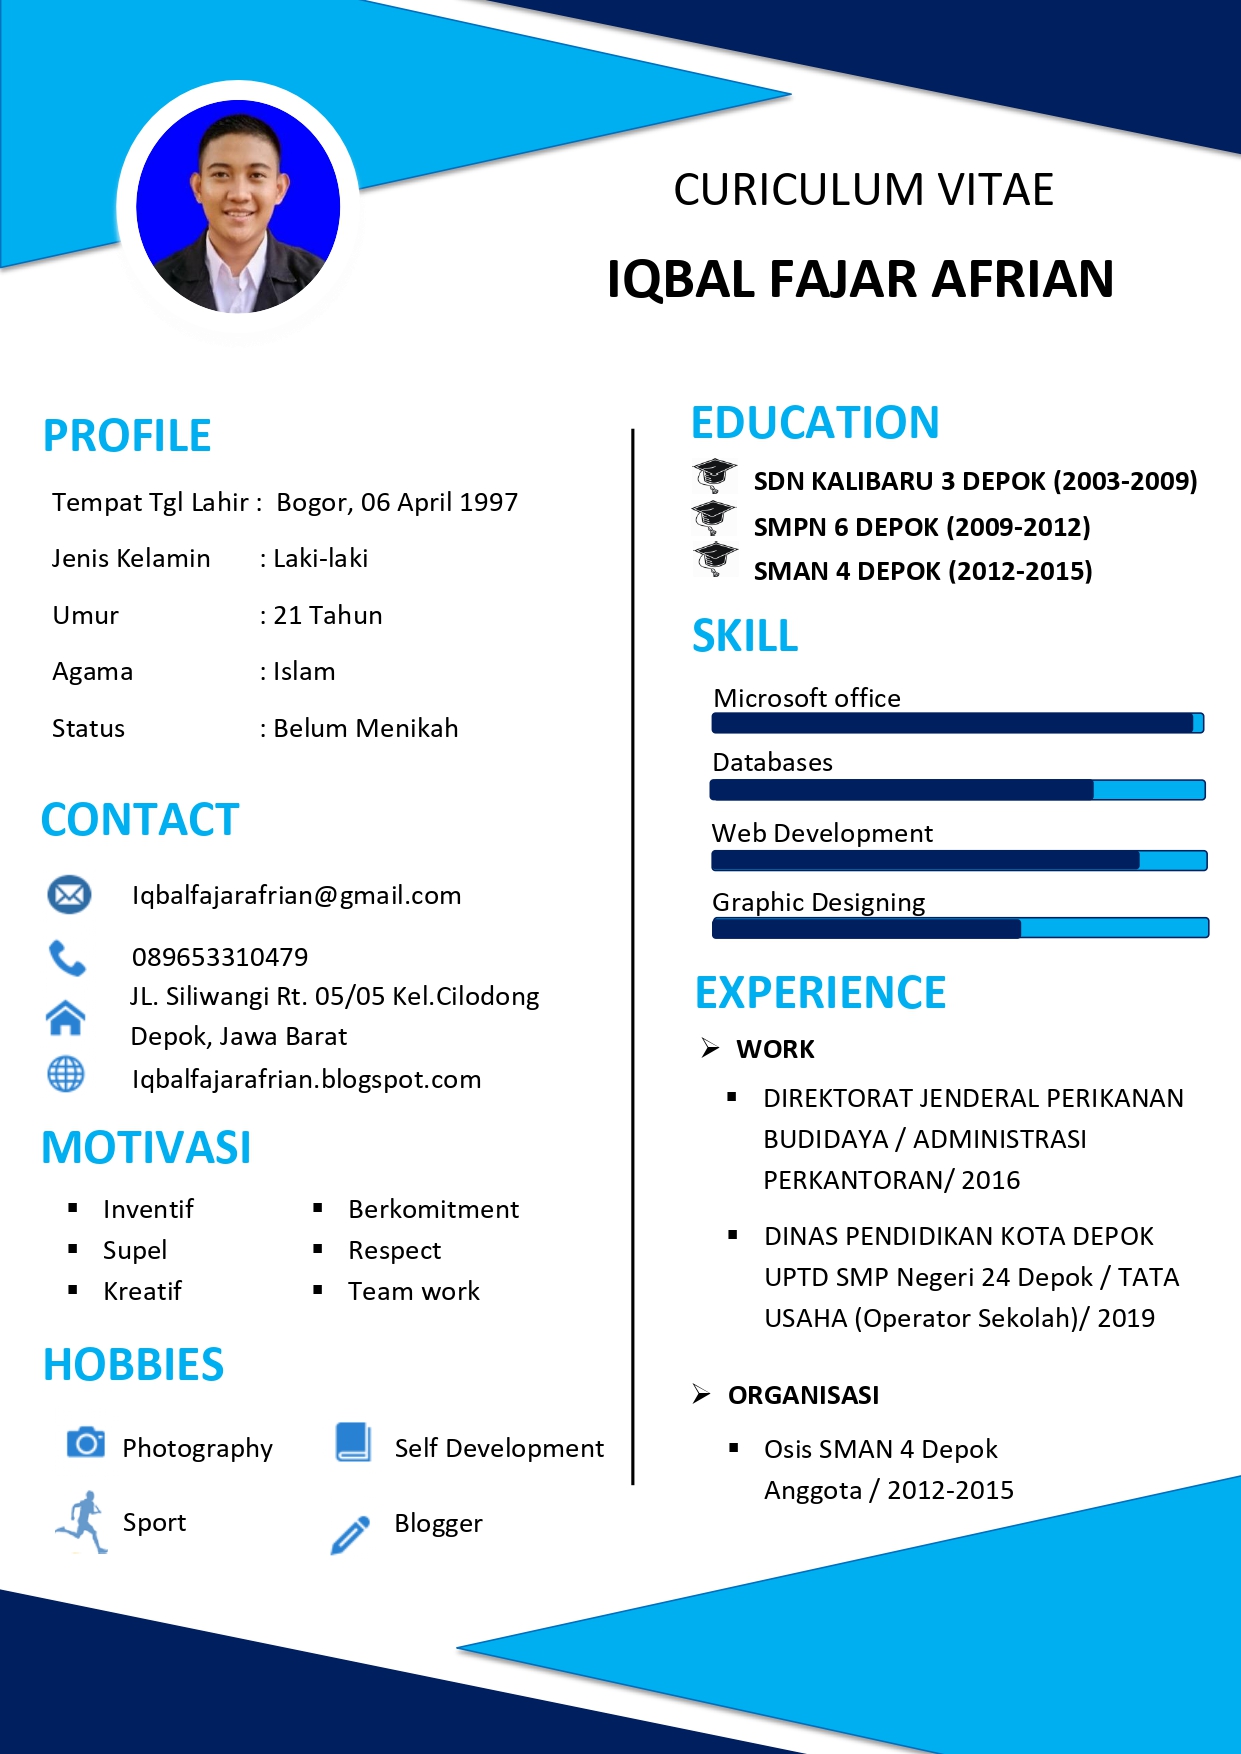 CURICULUM VITAE
IQBAL FAJAR AFRIAN
PROFILE
Tempat Tgl Lahir : Bogor, 06 April 1997
Jenis Kelamin : Laki-laki
Umur : 21 Tahun
Agama : Islam
Status : Belum Menikah
CONTACT
Iqbalfajarafrian@gmail.com
089653310479
JL. Siliwangi Rt. 05/05 Kel.Cilodong
Depok, Jawa Barat
Iqbalfajarafrian.blogspot.com
MOTIVASI
▪ Inventif ▪ Berkomitment
▪ Supel ▪ Respect
▪ Kreatif ▪ Team work
HOBBIES
Photography Self Development
Sport Blogger
EDUCATION
SDN KALIBARU 3 DEPOK (2003-2009)
SMPN 6 DEPOK (2009-2012)
SMAN 4 DEPOK (2012-2015)
SKILL
Microsoft office
Databases
Web Development
Graphic Designing
EXPERIENCE
➢ WORK
▪ DIREKTORAT JENDERAL PERIKANAN
BUDIDAYA / ADMINISTRASI
PERKANTORAN/ 2016
▪ DINAS PENDIDIKAN KOTA DEPOK
UPTD SMP Negeri 24 Depok / TATA
USAHA (Operator Sekolah)/ 2019
➢ ORGANISASI
▪ Osis SMAN 4 Depok
Anggota / 2012-2015